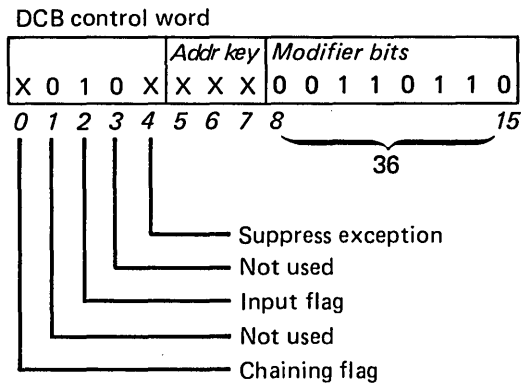 DCB control word
Addr key Modifier bits
X 0 1 0 X X X X 0 0 1 1 0 1 1 0
0 1 2 3 4 5 6 7 8 15
36
Suppress exception
Not used
Input flag
Not used
Chaining flag